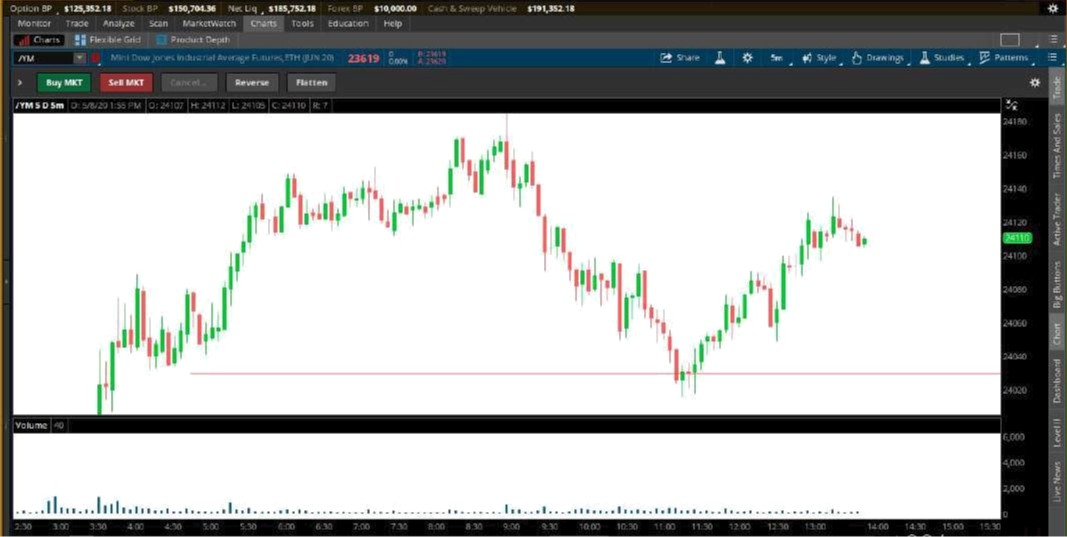 Option BP $125,352.18 Stock BP $150,704.36 Net Liq $185,752.18 Forex BP $10,000.00 Cash & Sweep Vehicle $191,352.18
Monitor Trade Analyze Scan MarketWatch Charts Tools Education Help
Charts Flexible Grid Product Depth
/YM Mini Dow Jones Industrial Average Futures, ETH (JUN 20) 23619 0 0.00% B: 23619 A: 23620 Share 5m Style Drawings Studies Patterns
Buy MKT Sell MKT Cancel... Reverse Flatten
/YM 5 D 5m D: 5/8/20 1:55 PM O: 24107 H: 24112 L: 24105 C: 24110 R: 7
24180
24160
24140
24120
24110
24100
24080
24060
24040
24020
Volume 40
6,000
4,000
2,000
0
2:30 3:00 3:30 4:00 4:30 5:00 5:30 6:00 6:30 7:00 7:30 8:00 8:30 9:00 9:30 10:00 10:30 11:00 11:30 12:00 12:30 13:00 14:00 14:30 15:00 15:30
Trade
Times And Sales
Active Trader
Big Buttons
Chart
Dashboard
Level II
Live News